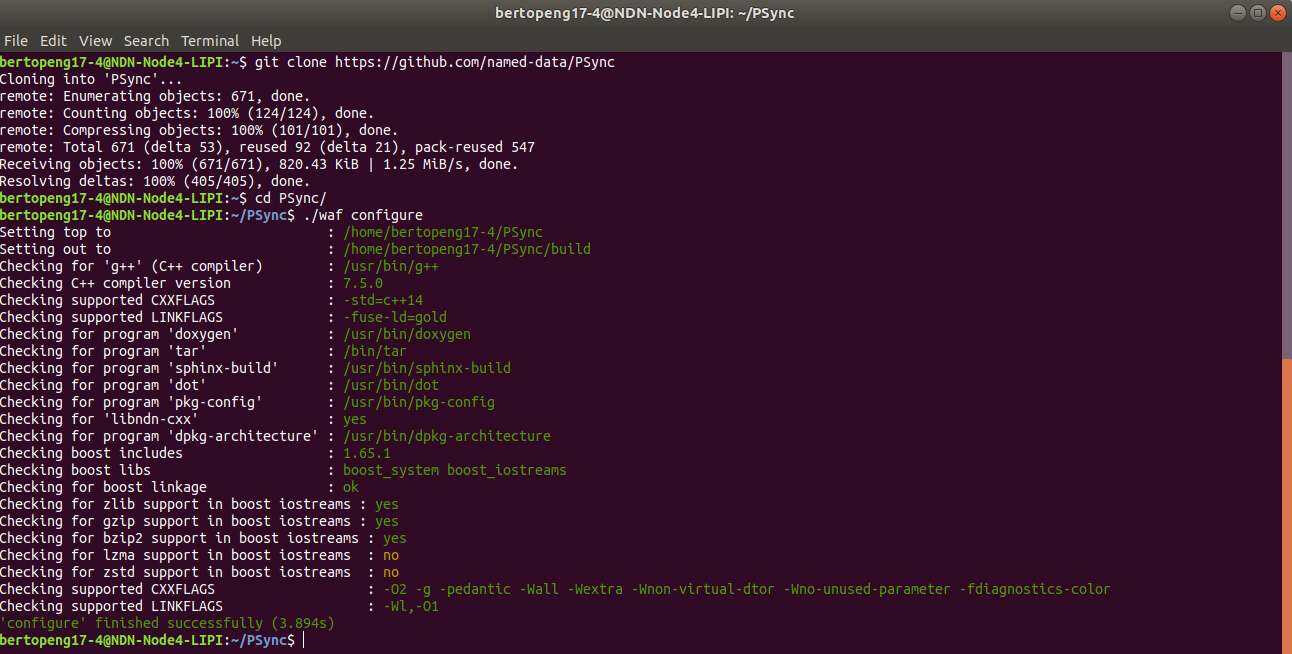 bertopeng17-4@NDN-Node4-LIPI: ~/PSync
File Edit View Search Terminal Help
bertopeng17-4@NDN-Node4-LIPI:~$ git clone https://github.com/named-data/PSync
Cloning into 'PSync'...
remote: Enumerating objects: 671, done.
remote: Counting objects: 100% (124/124), done.
remote: Compressing objects: 100% (101/101), done.
remote: Total 671 (delta 53), reused 92 (delta 21), pack-reused 547
Receiving objects: 100% (671/671), 820.43 KiB | 1.25 MiB/s, done.
Resolving deltas: 100% (405/405), done.
bertopeng17-4@NDN-Node4-LIPI:~$ cd PSync/
bertopeng17-4@NDN-Node4-LIPI:~/PSync$ ./waf configure
Setting top to                           : /home/bertopeng17-4/PSync
Setting out to                           : /home/bertopeng17-4/PSync/build
Checking for 'g++' (C++ compiler)        : /usr/bin/g++
Checking C++ compiler version            : 7.5.0
Checking supported CXXFLAGS              : -std=c++14
Checking supported LINKFLAGS             : -fuse-ld=gold
Checking for program 'doxygen'           : /usr/bin/doxygen
Checking for program 'tar'               : /bin/tar
Checking for program 'sphinx-build'      : /usr/bin/sphinx-build
Checking for program 'dot'               : /usr/bin/dot
Checking for program 'pkg-config'        : /usr/bin/pkg-config
Checking for 'libndn-cxx'                : yes
Checking for program 'dpkg-architecture' : /usr/bin/dpkg-architecture
Checking boost includes                  : 1.65.1
Checking boost libs                      : boost_system boost_iostreams
Checking for boost linkage               : ok
Checking for zlib support in boost iostreams : yes
Checking for gzip support in boost iostreams : yes
Checking for bzip2 support in boost iostreams : yes
Checking for lzma support in boost iostreams  : no
Checking for zstd support in boost iostreams  : no
Checking supported CXXFLAGS                   : -O2 -g -pedantic -Wall -Wextra -Wnon-virtual-dtor -Wno-unused-parameter -fdiagnostics-color
Checking supported LINKFLAGS                  : -Wl,-O1
'configure' finished successfully (3.894s)
bertopeng17-4@NDN-Node4-LIPI:~/PSync$